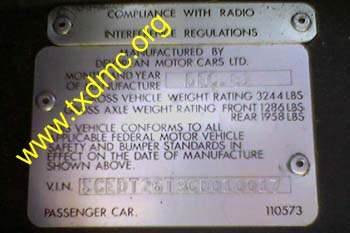 COMPLIANCE WITH RADIO
INTERFERENCE REGULATIONS
MANUFACTURED BY
DELOREAN MOTOR CARS LTD.
MONTH AND YEAR
OF MANUFACTURE DEC. 82
GROSS VEHICLE WEIGHT RATING 3244 LBS
GROSS AXLE WEIGHT RATING FRONT 1286 LBS
REAR 1958 LBS
THIS VEHICLE CONFORMS TO ALL
APPLICABLE FEDERAL MOTOR VEHICLE
SAFETY AND BUMPER STANDARDS IN
EFFECT ON THE DATE OF MANUFACTURE
SHOWN ABOVE.
V.I.N.
PASSENGER CAR. 110573
www.txdmc.org